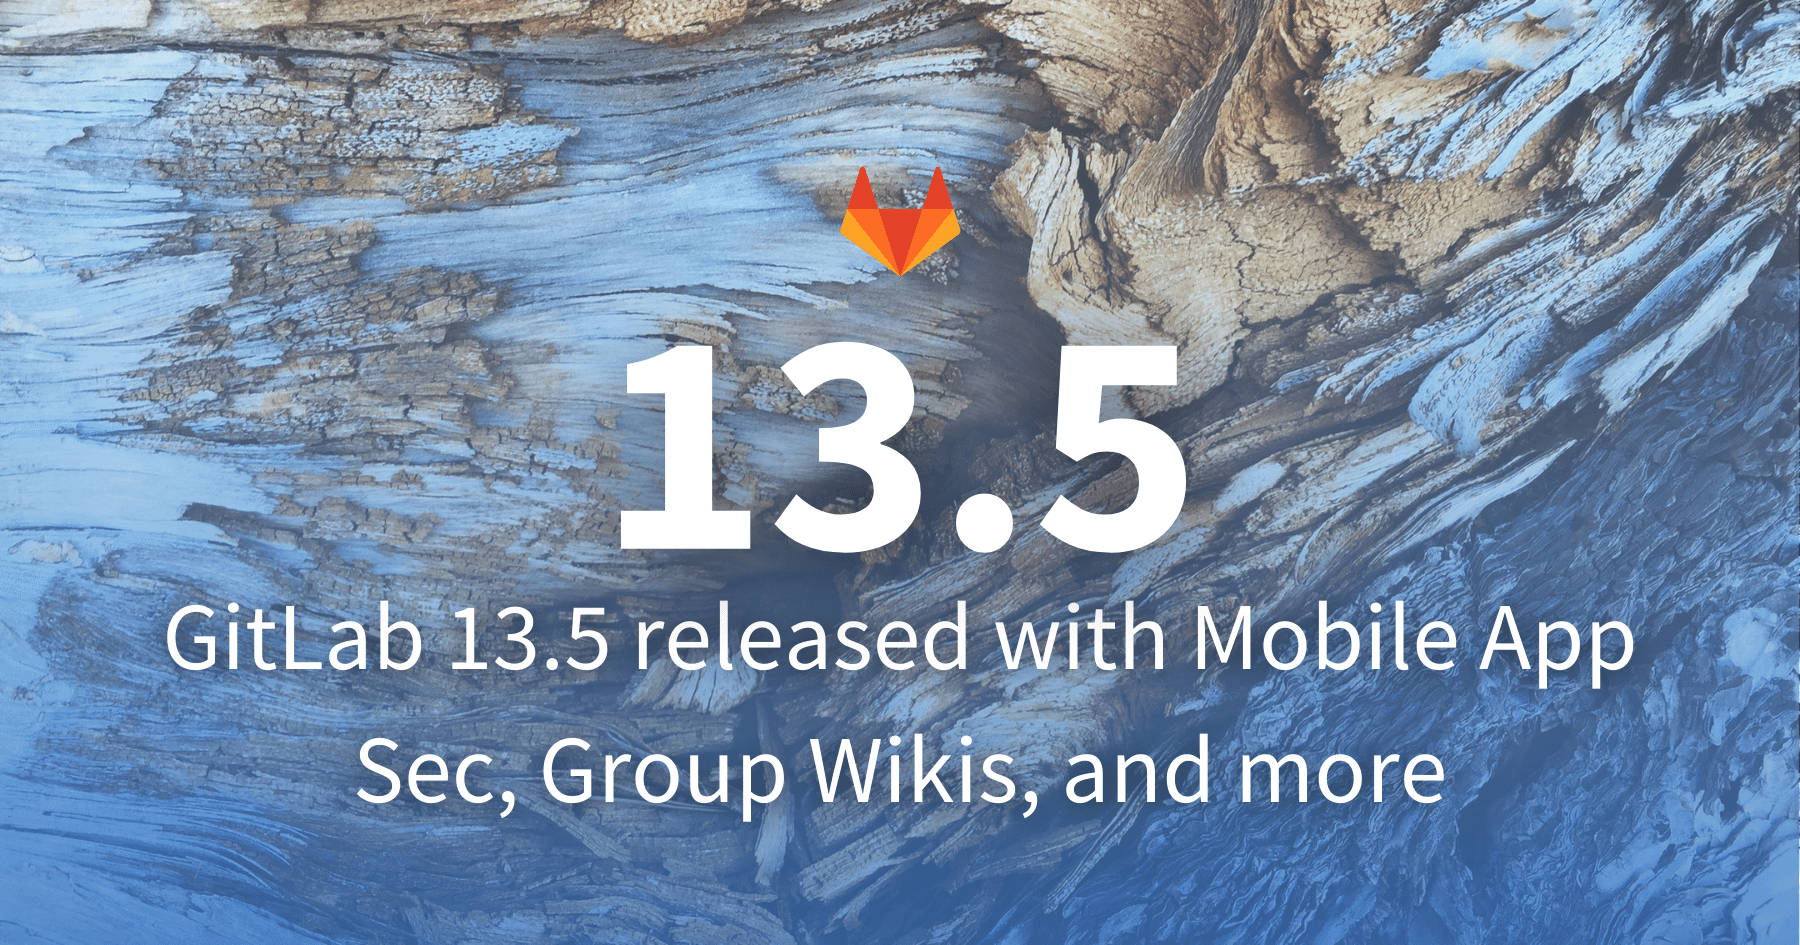 13.5
GitLab 13.5 released with Mobile App
Sec, Group Wikis, and more